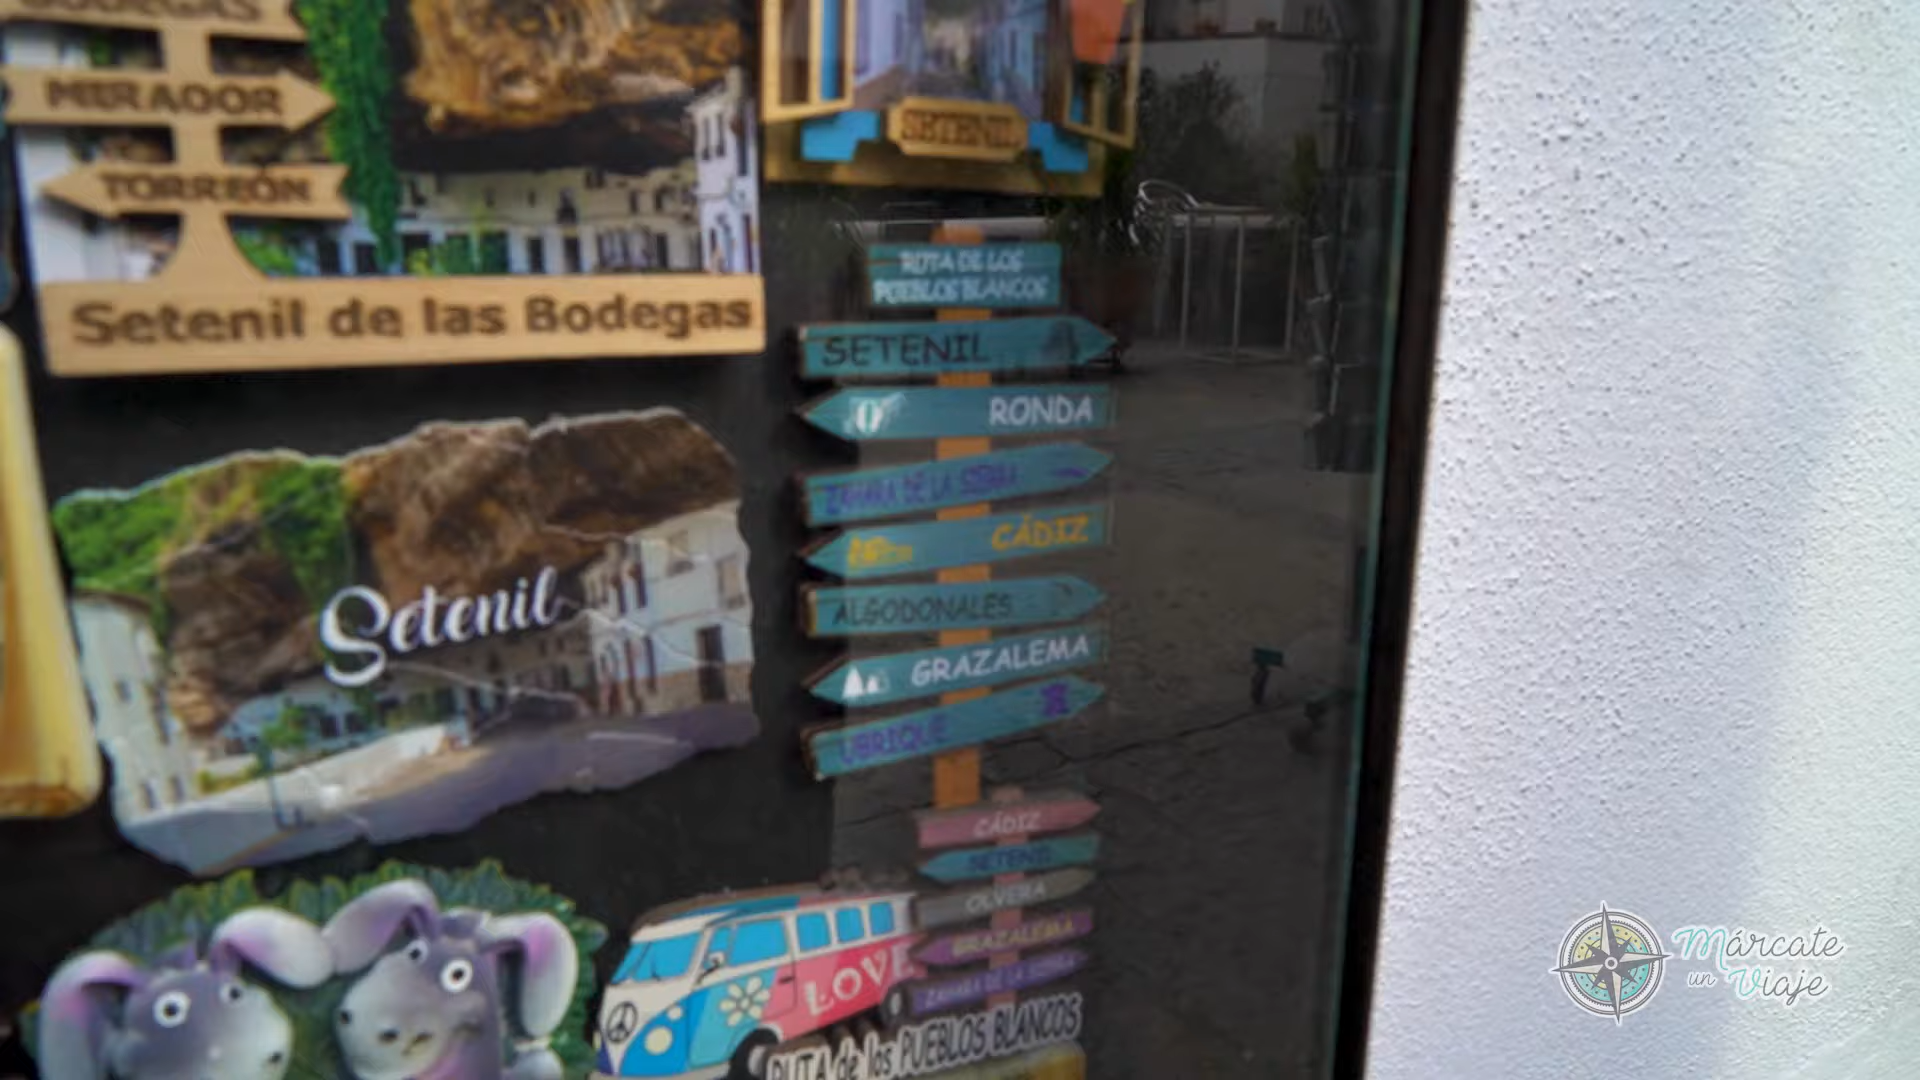 BODEGAS
MIRADOR
TORREÓN
Setenil de las Bodegas
SETENIL
RUTA DE LOS
PUEBLOS BLANCOS
SETENIL
RONDA
ZAHARA DE LA SIERRA
CÁDIZ
ALGODONALES
GRAZALEMA
UBRIQUE
Setenil
CÁDIZ
SETENIL
OLVERA
GRAZALEMA
ZAHARA DE LA SIERRA
LOVE
RUTA de los PUEBLOS BLANCOS
Márcate
un Viaje